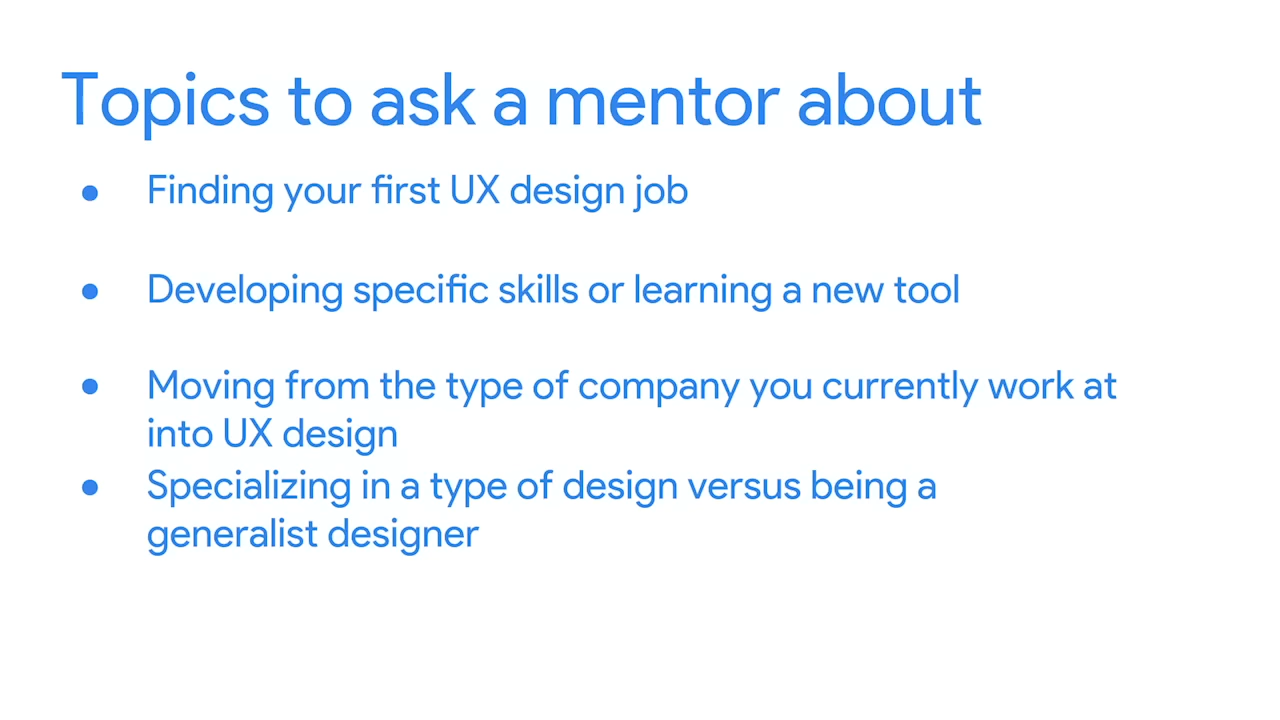 Topics to ask a mentor about
● Finding your first UX design job
● Developing specific skills or learning a new tool
● Moving from the type of company you currently work at
into UX design
● Specializing in a type of design versus being a
generalist designer